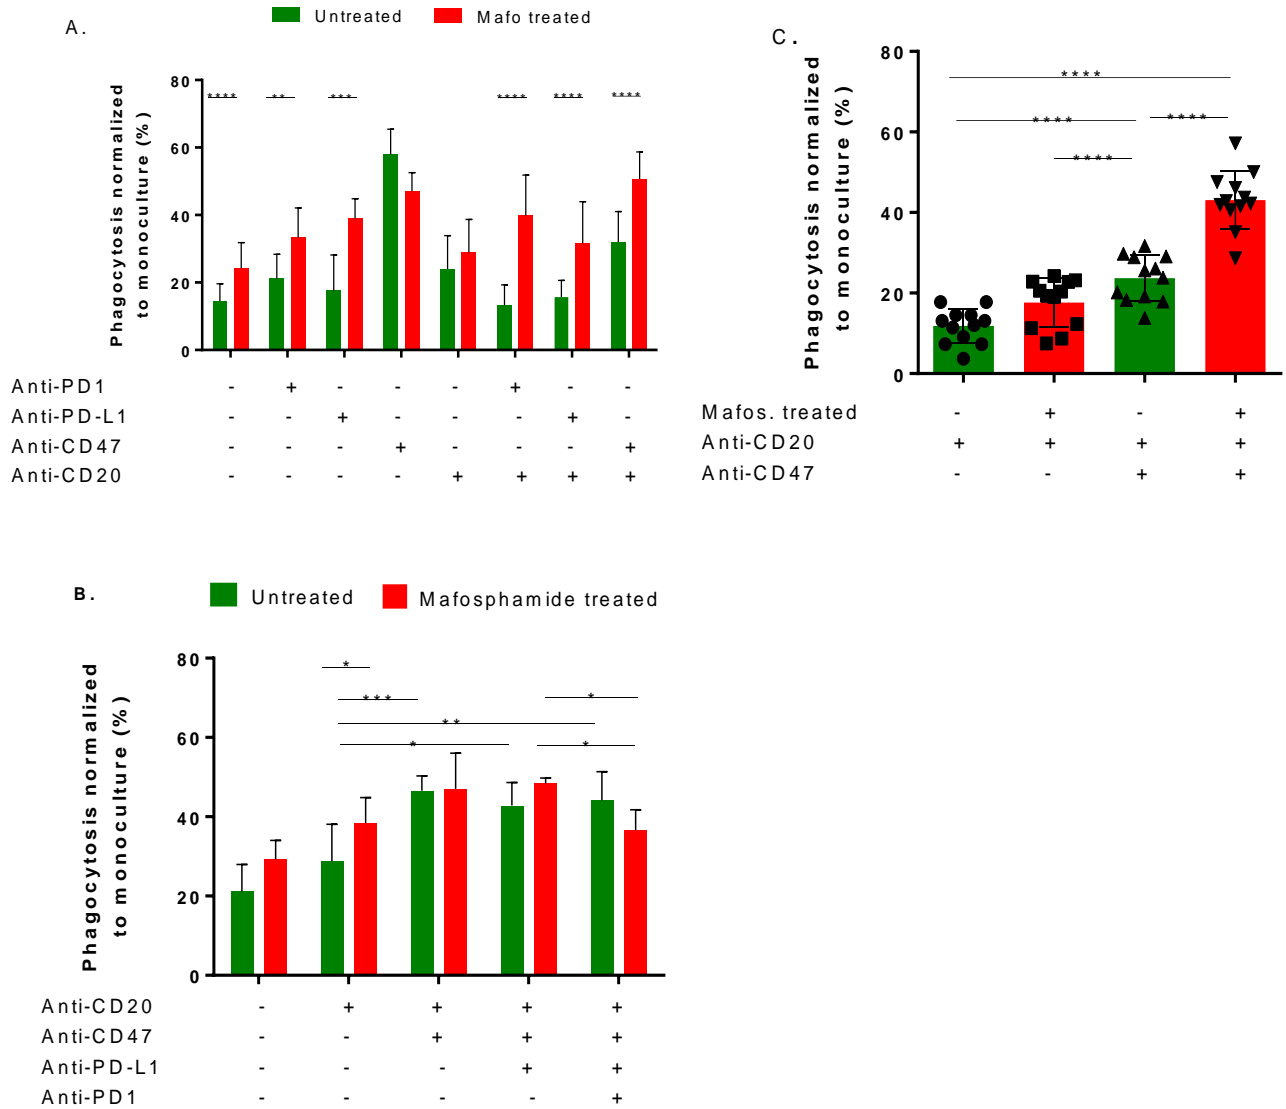 A.
Untreated
Mafo treated
Phagocytosis normalized
to monoculture (%)
80
60
40
20
0
**** ** *** **** **** ****
Anti-PD1 - + - - - + - -
Anti-PD-L1 - - + - - - + -
Anti-CD47 - - - + - - - +
Anti-CD20 - - - - + + + +
C.
Phagocytosis normalized
to monoculture (%)
80
60
40
20
0
****
**** ****
****
Mafos. treated - + - +
Anti-CD20 + + + +
Anti-CD47 - - + +
B.
Untreated
Mafosphamide treated
Phagocytosis normalized
to monoculture (%)
80
60
40
20
0
*
*** *
**
* *
Anti-CD20 - + + + +
Anti-CD47 - - + + +
Anti-PD-L1 - - - + +
Anti-PD1 - - - - +